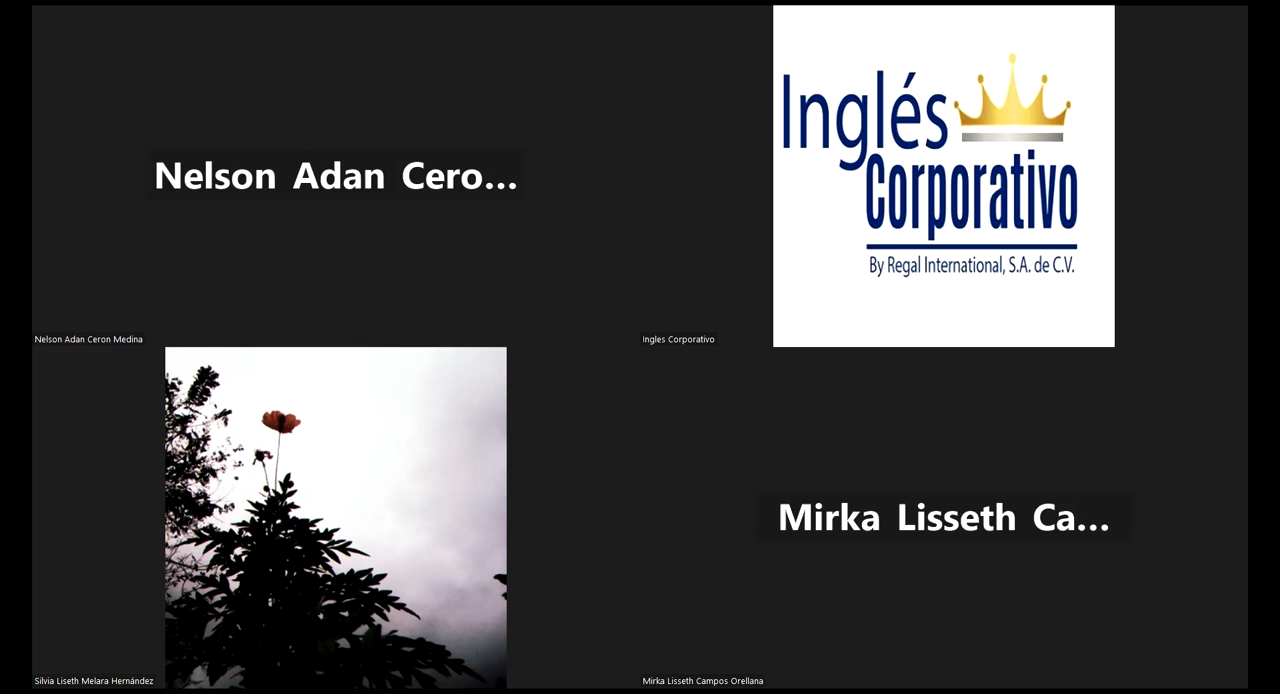 Nelson Adan Cero...
Nelson Adan Ceron Medina
Inglés
Corporativo
By Regal International, S.A. de C.V.
Ingles Corporativo
Silvia Liseth Melara Hernández
Mirka Lisseth Ca...
Mirka Lisseth Campos Orellana